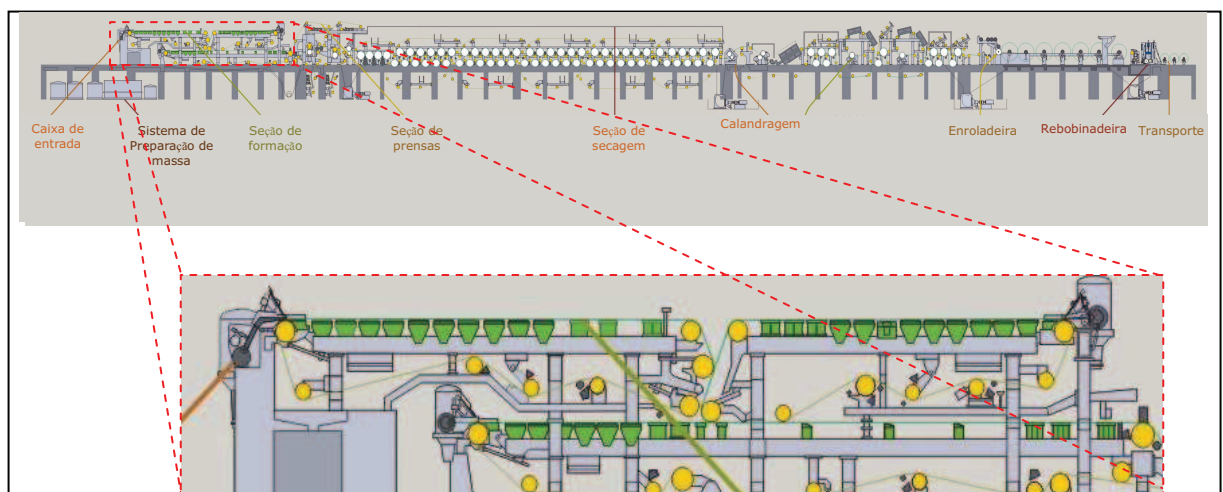 Caixa de
entrada
Sistema de
Preparação de
massa
Seção de
formação
Seção de
prensas
Seção de
secagem
Calandragem
Enroladeira
Rebobinadeira
Transporte